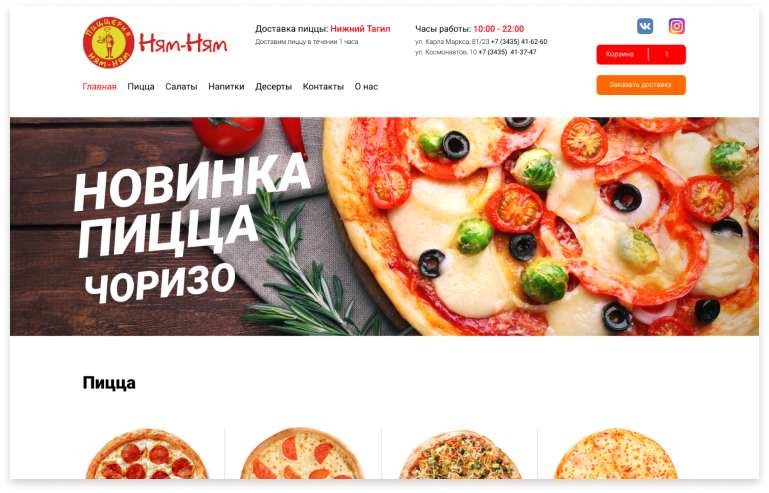 ПИЦЦЕРИЯ
НЯМ-НЯМ
Ням-Ням
Доставка пиццы: Нижний Тагил
Доставим пиццу в течении 1 часа
Часы работы: 10:00 - 22:00
ул. Карла Маркса, 81/23 +7 (3435) 41-62-60
ул. Космонавтов, 10 +7 (3435) 41-37-47
Корзина 1
Заказать доставку
Главная Пицца Салаты Напитки Десерты Контакты О нас
НОВИНКА
ПИЦЦА
ЧОРИЗО
Пицца